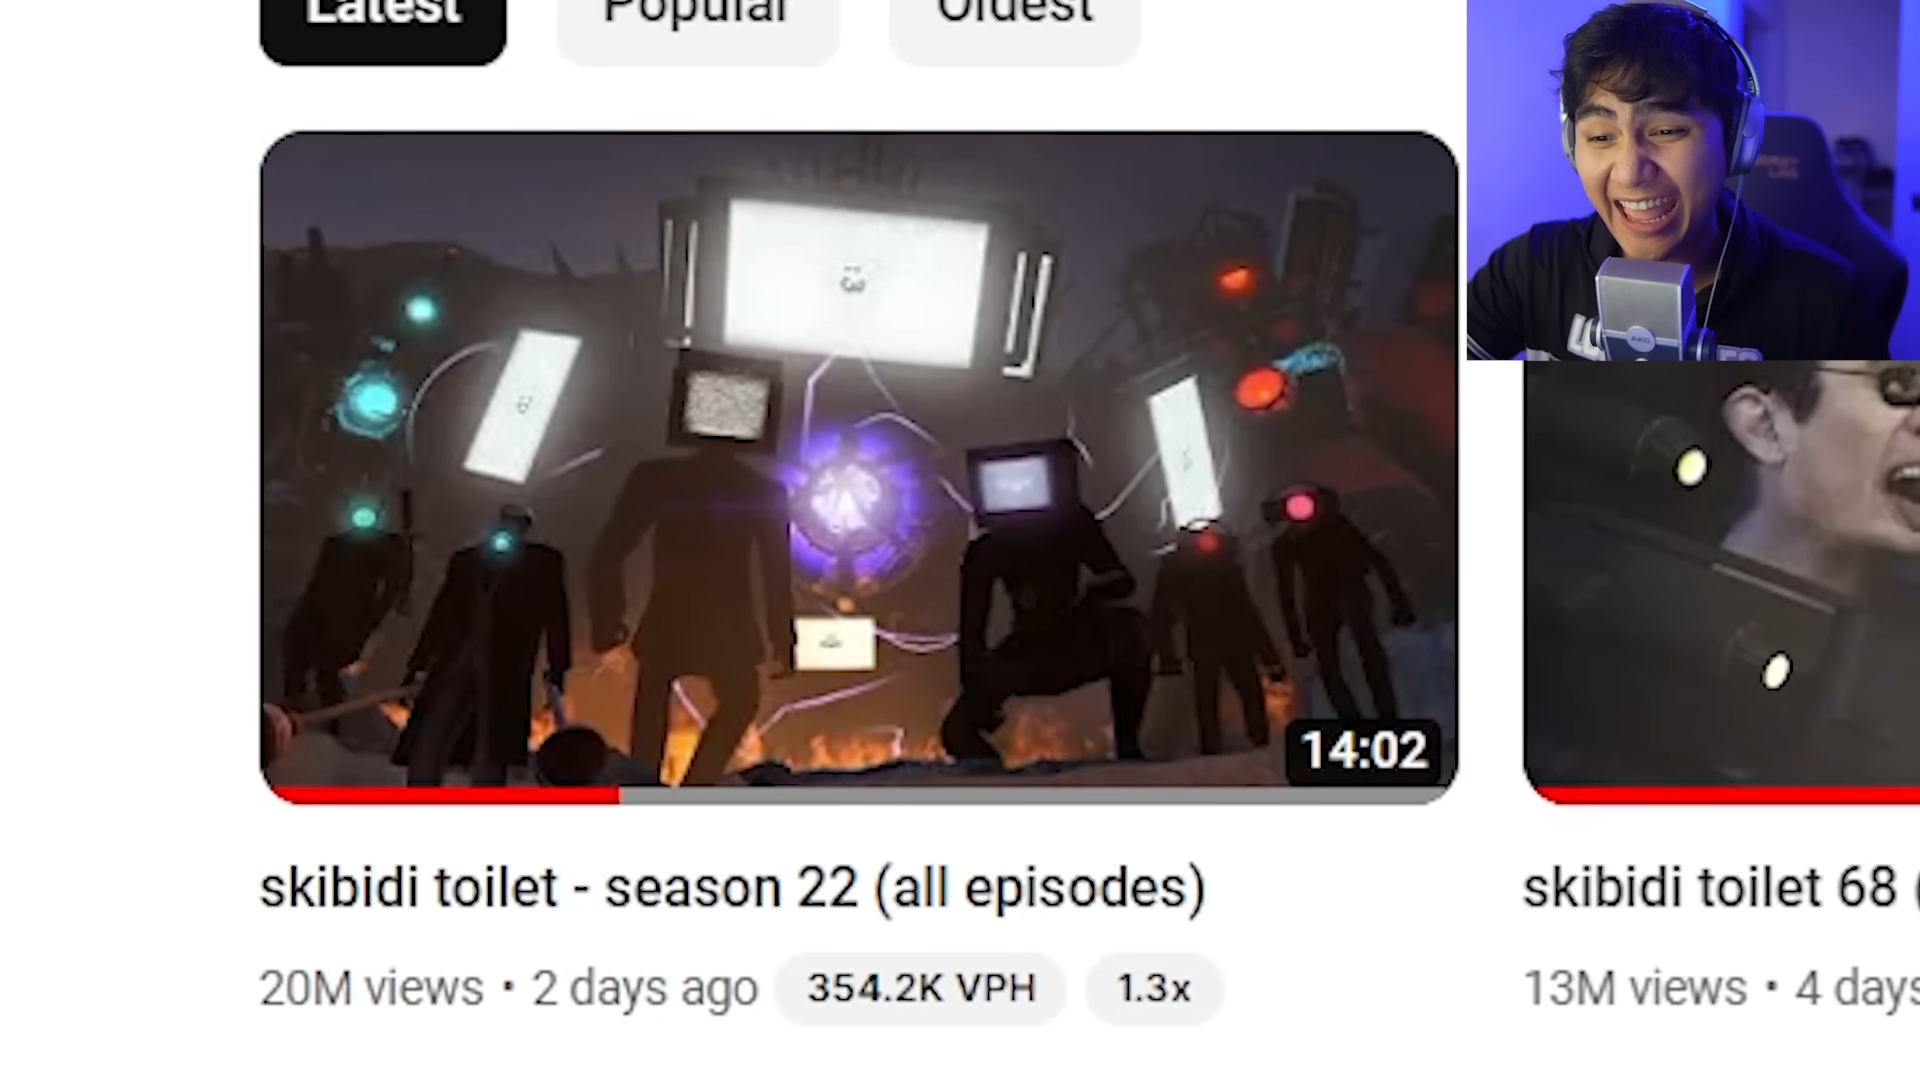 Latest
Popular
Oldest
14:02
skibidi toilet - season 22 (all episodes)
20M views • 2 days ago
354.2K VPH
1.3x
skibidi toilet 68 (
13M views • 4 days
AKG